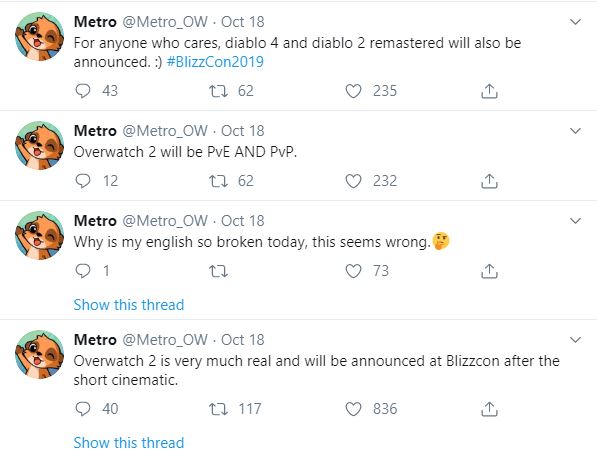 Metro @Metro_OW · Oct 18
For anyone who cares, diablo 4 and diablo 2 remastered will also be
announced. :) #BlizzCon2019
43 62 235
Metro @Metro_OW · Oct 18
Overwatch 2 will be PvE AND PvP.
12 62 232
Metro @Metro_OW · Oct 18
Why is my english so broken today, this seems wrong.🤔
1 73
Show this thread
Metro @Metro_OW · Oct 18
Overwatch 2 is very much real and will be announced at Blizzcon after the
short cinematic.
40 117 836
Show this thread